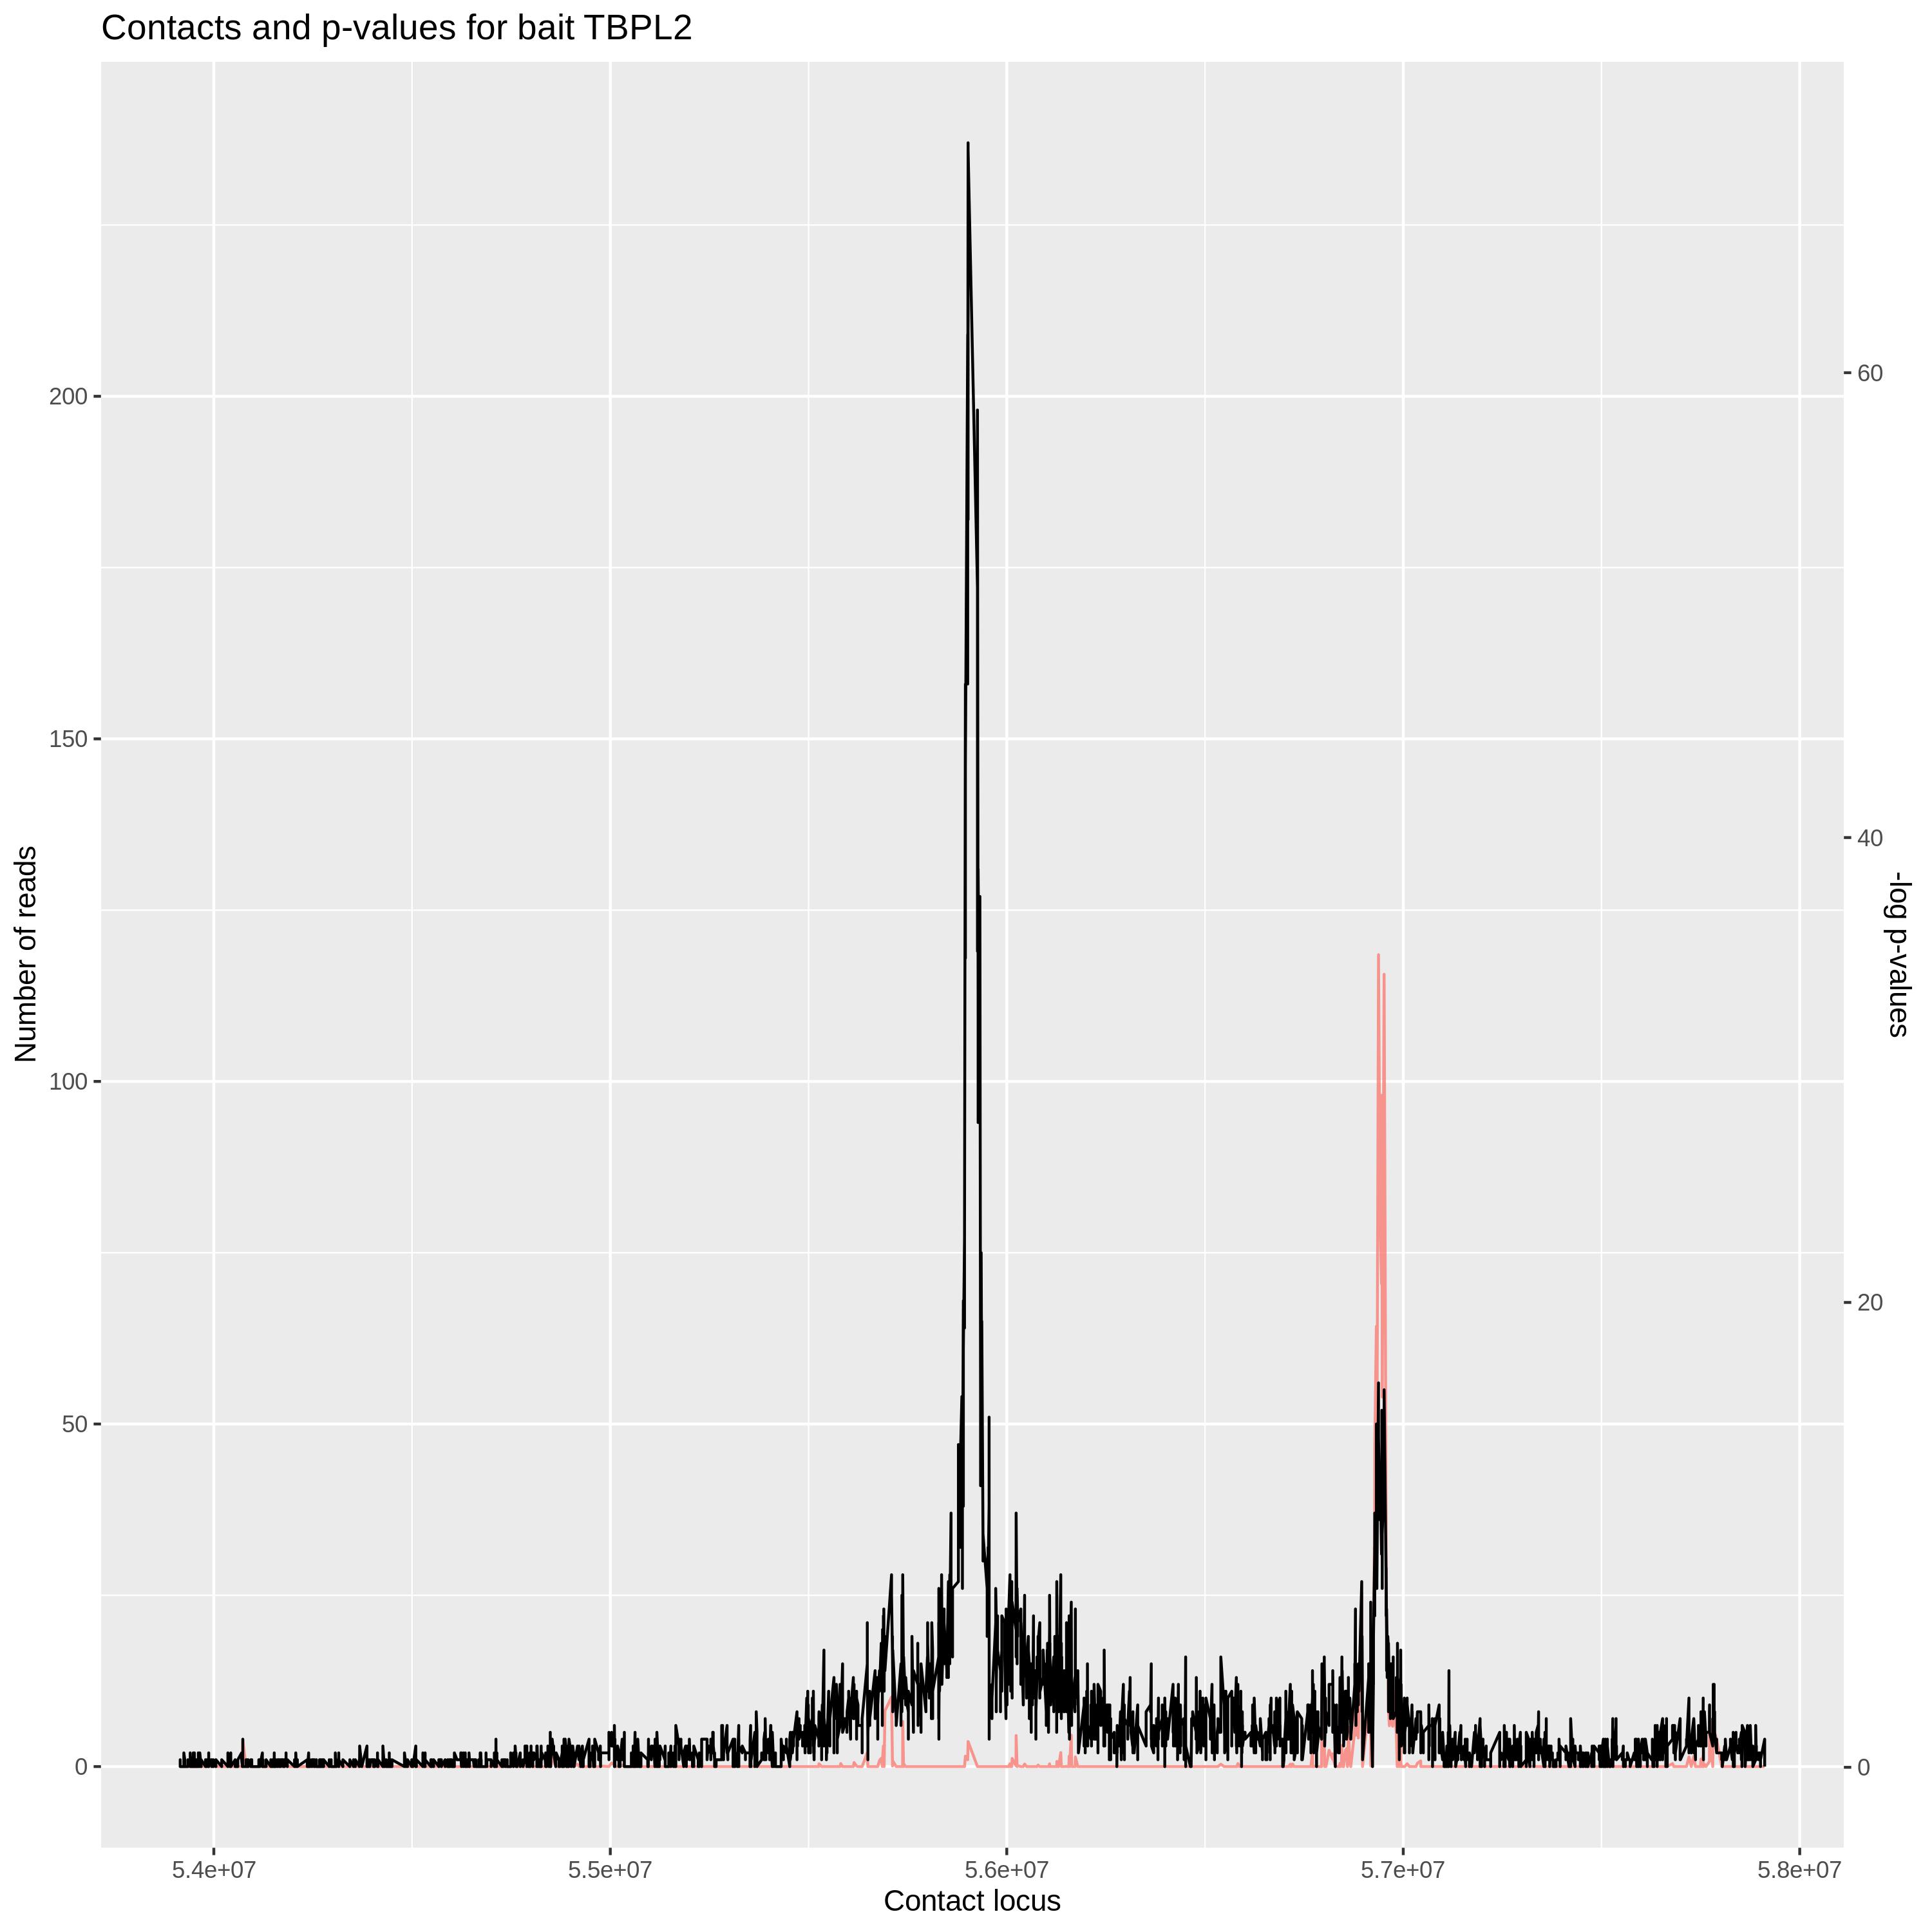 Contacts and p-values for bait TBPL2
Number of reads
200
150
100
50
0
60
40
20
0
-log p-values
5.4e+07
5.5e+07
5.6e+07
5.7e+07
5.8e+07
Contact locus